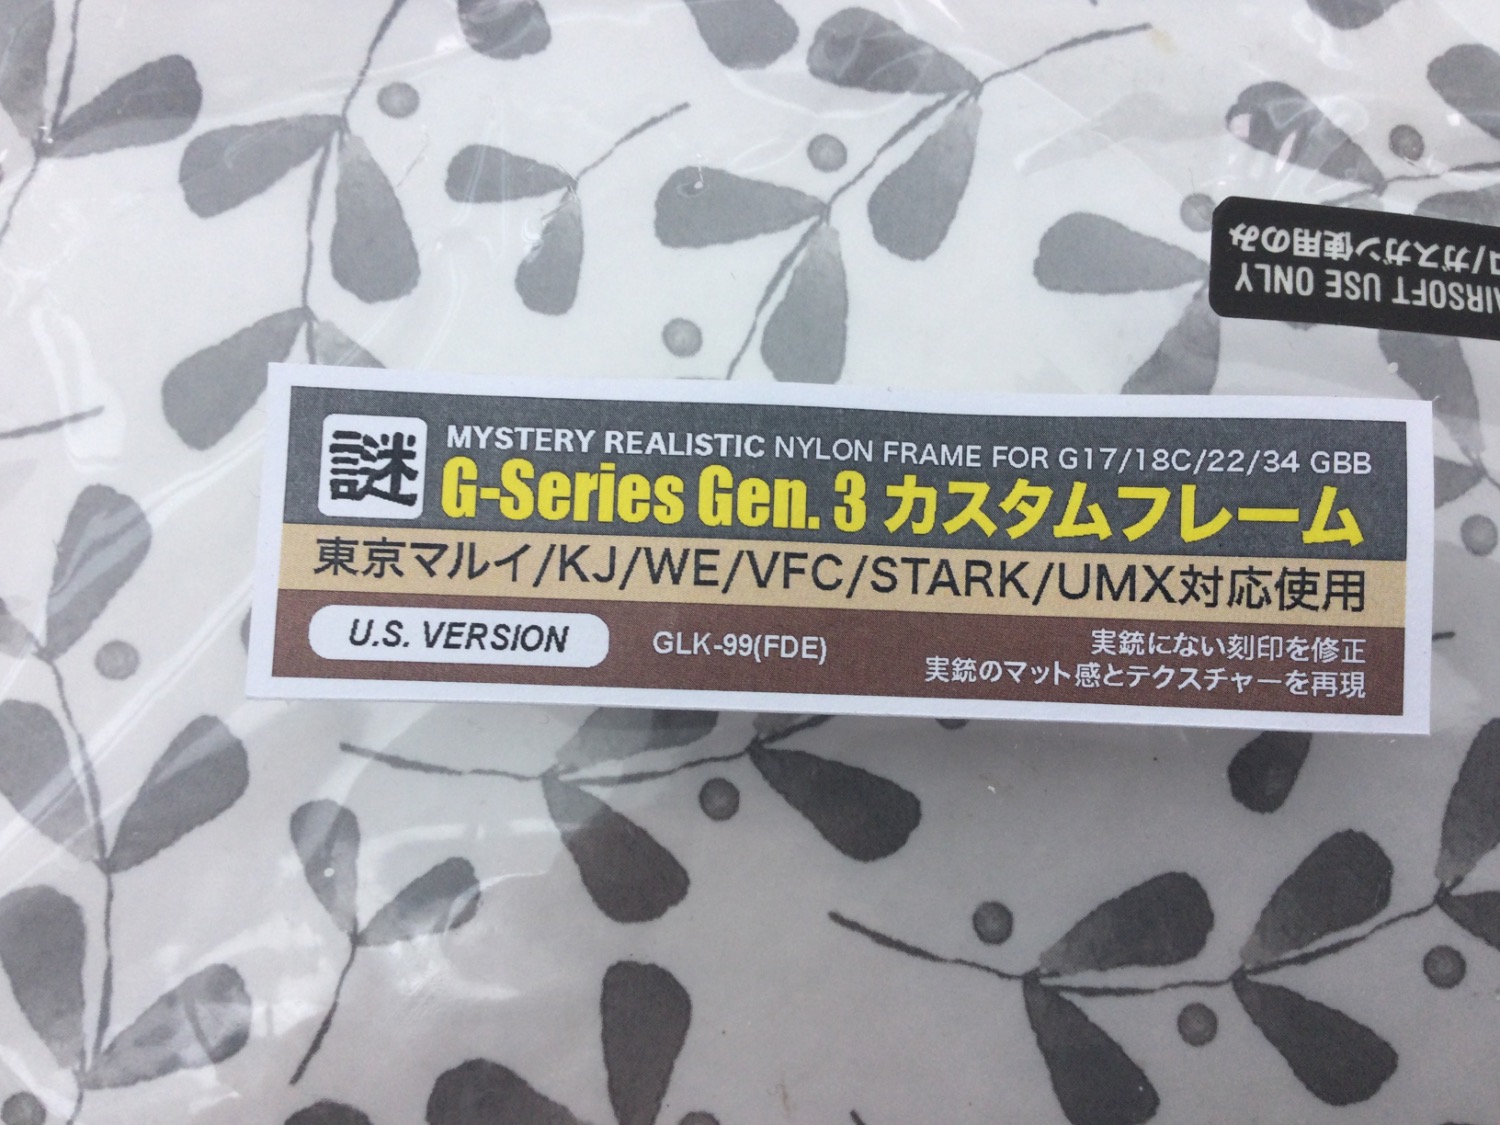 謎
MYSTERY REALISTIC NYLON FRAME FOR G17/18C/22/34 GBB
G-Series Gen. 3 カスタムフレーム
東京マルイ/KJ/WE/VFC/STARK/UMX対応使用
U.S. VERSION
GLK-99(FDE)
実銃にない刻印を修正
実銃のマット感とテクスチャーを再現
AIRSOFT USE ONLY
/ガスガン使用のみ